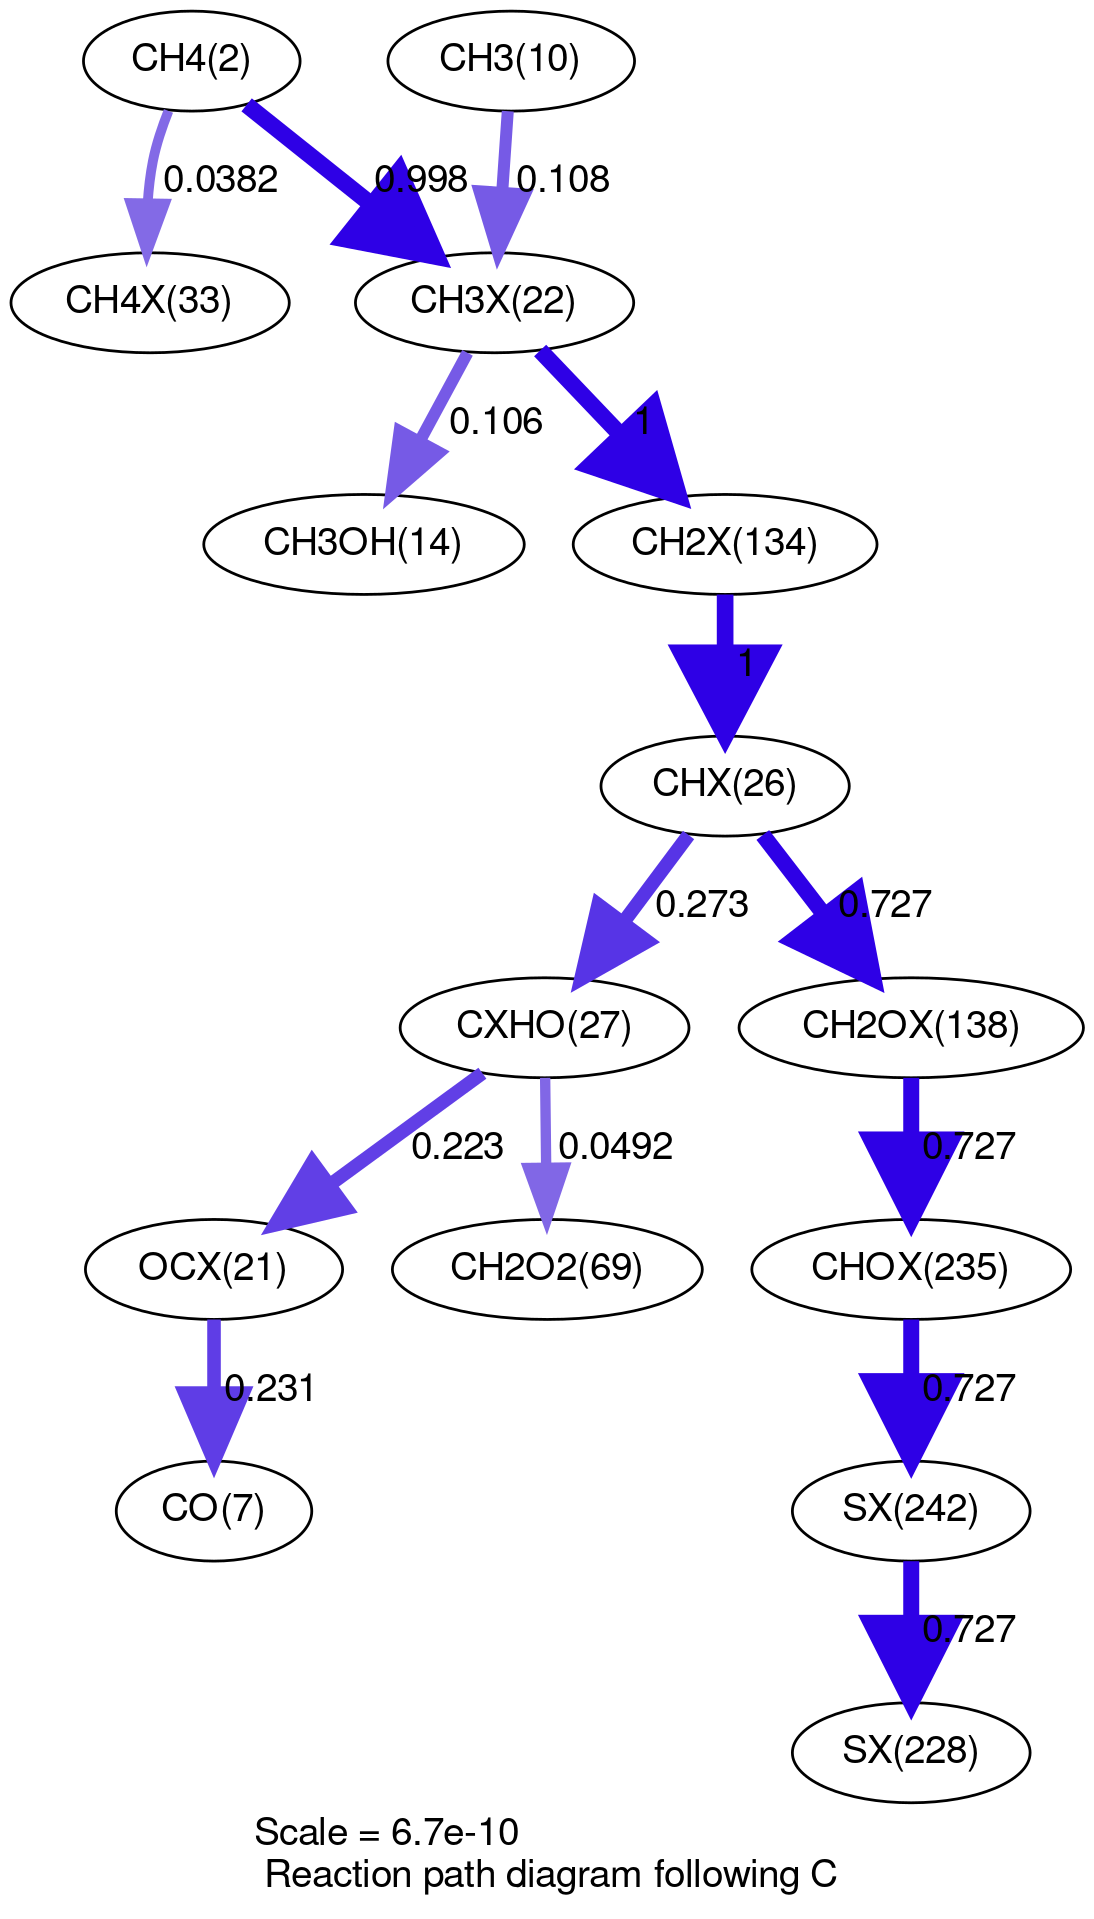 CH4(2)
CH3(10)
0.0382
0.998
0.108
CH4X(33)
CH3X(22)
0.106
1
CH3OH(14)
CH2X(134)
1
CHX(26)
0.273
0.727
CXHO(27)
CH2OX(138)
0.223
0.0492
0.727
OCX(21)
CH2O2(69)
CHOX(235)
0.231
0.727
CO(7)
SX(242)
0.727
SX(228)
Scale = 6.7e-10
Reaction path diagram following C